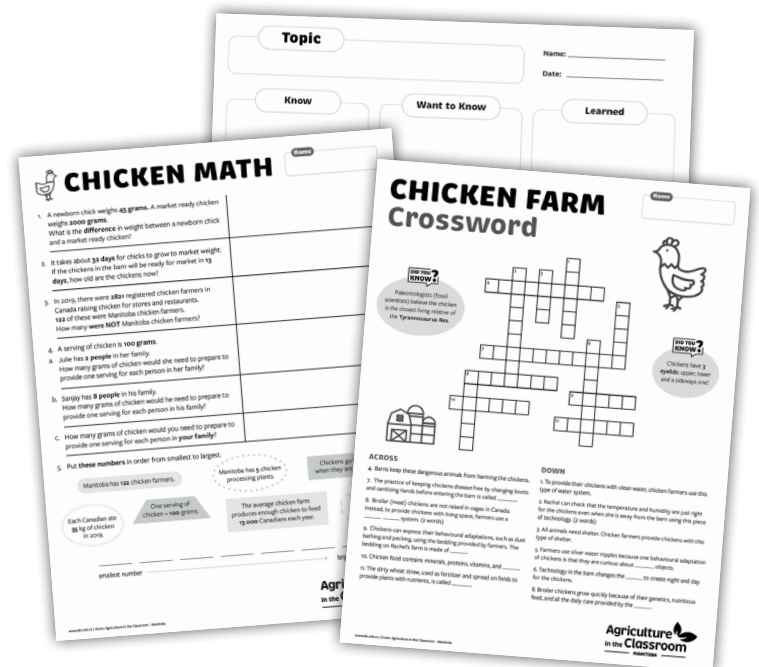 Topic
Name:
Date:
Know
Want to Know
Learned
CHICKEN MATH
Name
1. A newborn chick weighs 45 grams. A market ready chicken
weighs 2000 grams.
What is the difference in weight between a newborn chick
and a market ready chicken?
2. It takes about 32 days for chicks to grow to market weight.
If the chickens in the barn will be ready for market in 13
days, how old are the chickens now?
3. In 2019, there were 2821 registered chicken farmers in
Canada raising chicken for stores and restaurants.
122 of these were Manitoba chicken farmers.
How many were NOT Manitoba chicken farmers?
4. A serving of chicken is 100 grams.
a. Julie has 2 people in her family.
How many grams of chicken would she need to prepare to
provide one serving for each person in her family?
b. Sanjay has 8 people in his family.
How many grams of chicken would he need to prepare to
provide one serving for each person in his family?
c. How many grams of chicken would you need to prepare to
provide one serving for each person in your family?
5. Put these numbers in order from smallest to largest.
Manitoba has 122 chicken farmers.
Manitoba has 5 chicken
processing plants.
Chickens go
when they are
Each Canadian ate
35 kg of chicken
in 2019.
One serving of
chicken = 100 grams.
The average chicken farm
produces enough chicken to feed
13 000 Canadians each year.
smallest number
Agri
in the C
CHICKEN FARM
Crossword
Name
DID YOU
KNOW?
Paleontologists (fossil
scientists) believe the chicken
is the closest living relative of
the Tyrannosaurus Rex.
DID YOU
KNOW?
Chickens have 3
eyelids: upper, lower
and a sideways one!
ACROSS
4. Barns keep these dangerous animals from harming the chickens.
7. The practice of keeping chickens disease free by changing boots
and sanitizing hands before entering the barn is called ______.
8. Broiler (meat) chickens are not raised in cages in Canada.
Instead, to provide chickens with living space, farmers use a
______ ______ system. (2 words)
9. Chickens can express their behavioural adaptations, such as dust
bathing and pecking, using the bedding provided by farmers. The
bedding on Rachel's farm is made of ______
10. Chicken food contains minerals, proteins, vitamins, and ______
11. The dirty wheat straw, used as fertilizer and spread on fields to
provide plants with nutrients, is called ______.
DOWN
1. To provide their chickens with clean water, chicken farmers use this
type of water system.
2. Rachel can check that the temperature and humidity are just right
for the chickens even when she's away from the barn using this piece
of technology. (2 words)
3. All animals need shelter. Chicken farmers provide chickens with this
type of shelter.
5. Farmers use silver water nipples because one behavioural adaptation
of chickens is that they are curious about ______ objects.
6. Technology in the barn changes the ______ to create night and day
for the chickens.
8. Broiler chickens grow quickly because of their genetics, nutritious
feed, and all the daily care provided by the ______
Agriculture
in the Classroom
MANITOBA